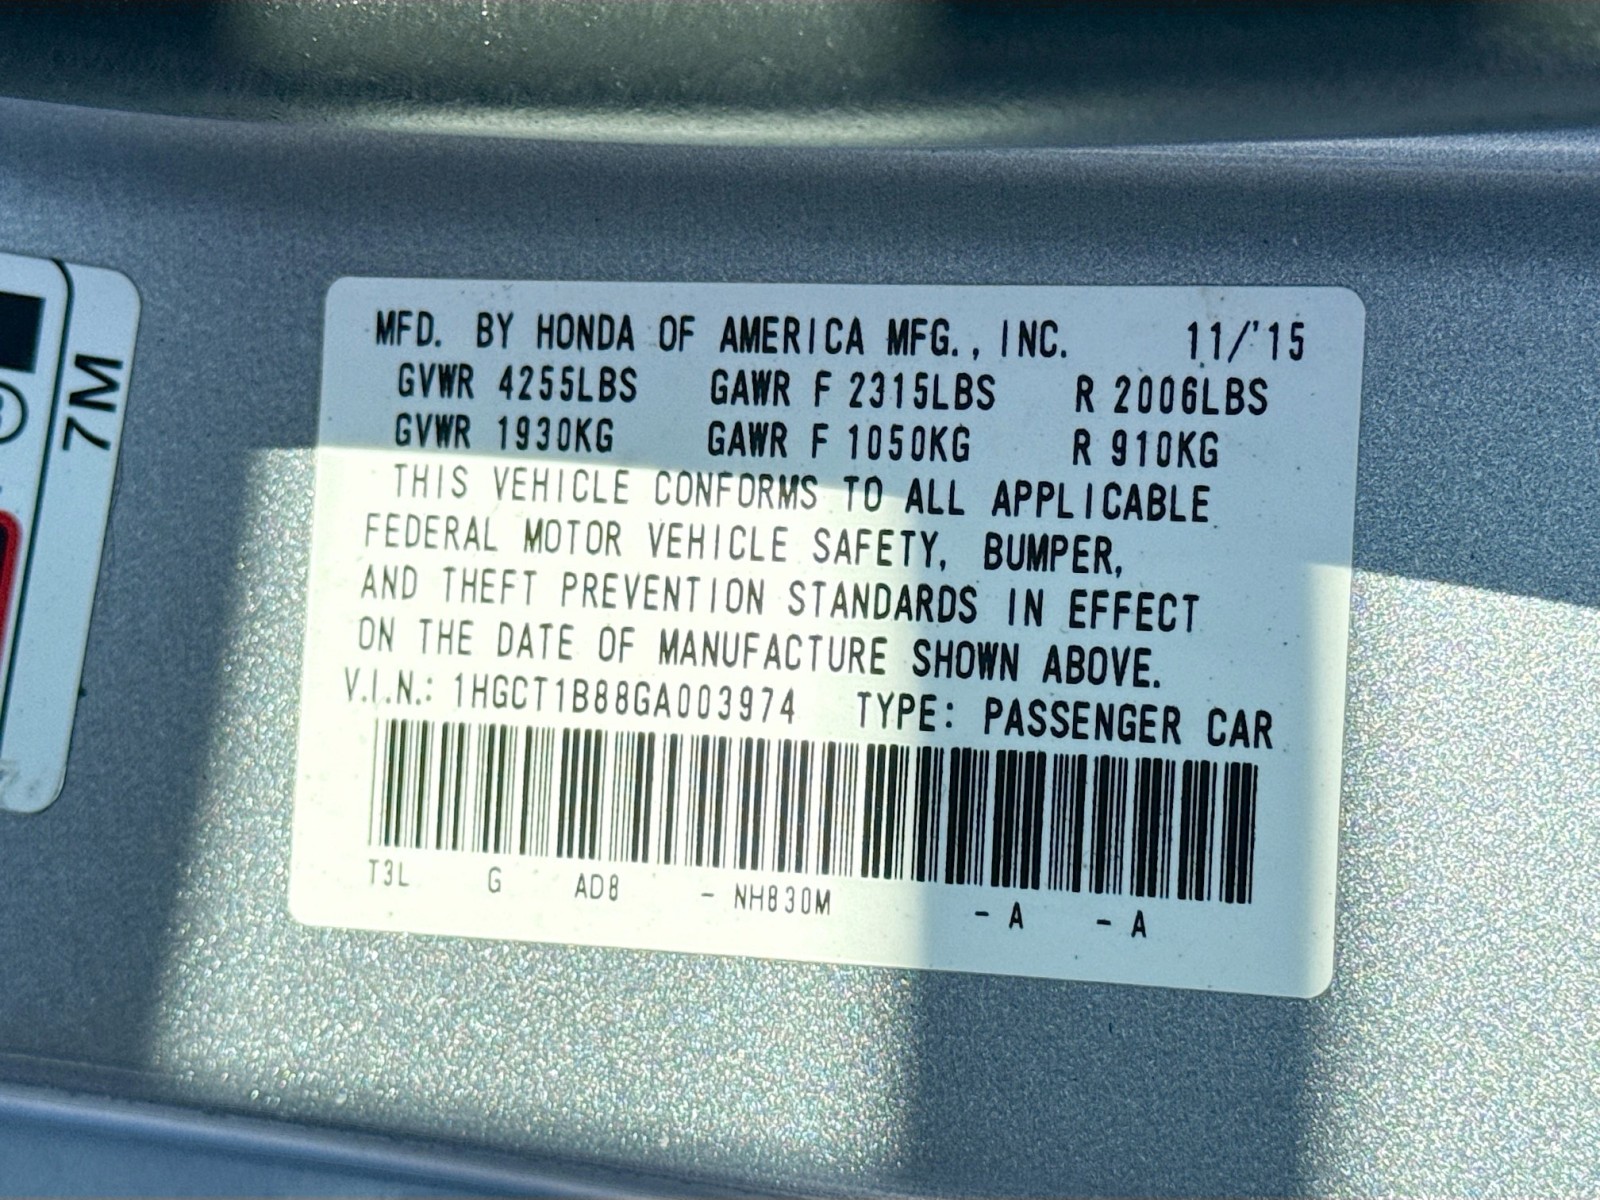 MFD. BY HONDA OF AMERICA MFG., INC. 11/'15
GVWR 4255LBS GAWR F 2315LBS R 2006LBS
GVWR 1930KG GAWR F 1050KG R 910KG
THIS VEHICLE CONFORMS TO ALL APPLICABLE
FEDERAL MOTOR VEHICLE SAFETY, BUMPER,
AND THEFT PREVENTION STANDARDS IN EFFECT
ON THE DATE OF MANUFACTURE SHOWN ABOVE.
V.I.N.: 1HGCT1B88GA003974 TYPE: PASSENGER CAR
T3L G AD8 - NH830M - A - A
7M